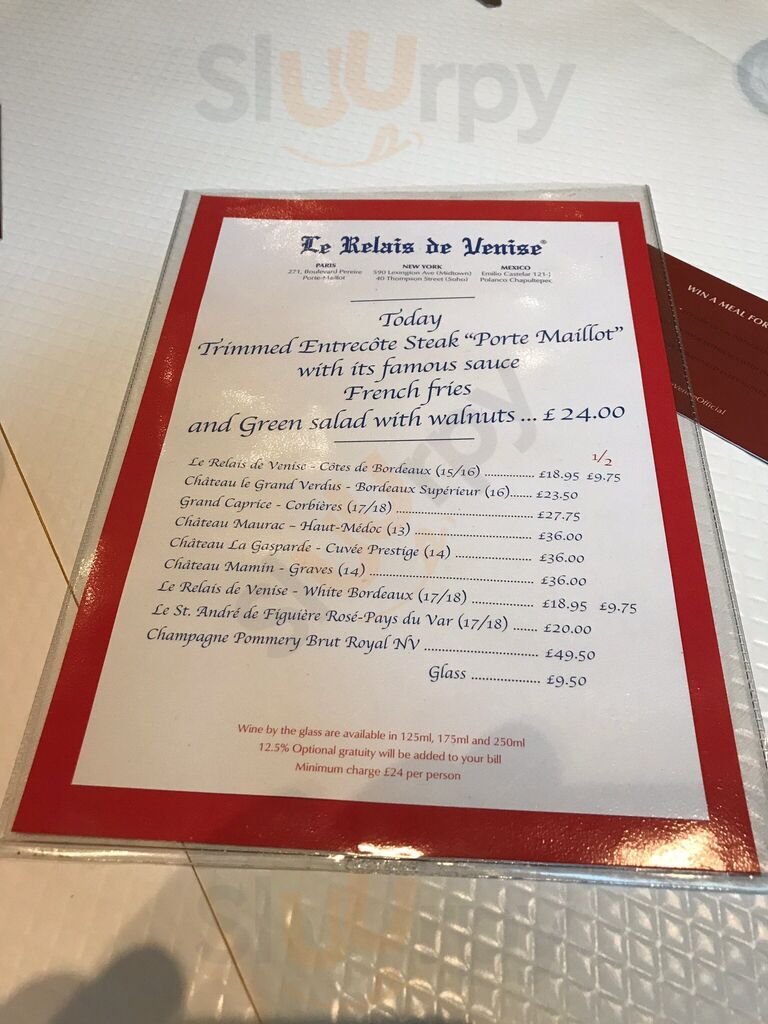 Sluurpy
Le Relais de Venise®
PARIS NEW YORK MEXICO
271, Boulevard Pereire 590 Lexington Ave (Midtown) Emilio Castelar 121-J
Porte-Maillot 40 Thompson Street (Soho) Polanco Chapultepec
Today
Trimmed Entrecôte Steak “Porte Maillot”
with its famous sauce
French fries
and Green salad with walnuts ... £ 24.00
1/2
Le Relais de Venise - Côtes de Bordeaux (15/16) .............. £18.95 £9.75
Château le Grand Verdus - Bordeaux Supérieur (16)...... £23.50
Grand Caprice - Corbières (17/18) ........................................ £27.75
Château Maurac – Haut-Médoc (13) ................................... £36.00
Château La Gasparde - Cuvée Prestige (14) ....................... £36.00
Château Mamin - Graves (14) ............................................... £36.00
Le Relais de Venise - White Bordeaux (17/18) .................. £18.95 £9.75
Le St. André de Figuière Rosé-Pays du Var (17/18) ....... £20.00
Champagne Pommery Brut Royal NV ................................ £49.50
Glass .................. £9.50
Wine by the glass are available in 125ml, 175ml and 250ml
12.5% Optional gratuity will be added to your bill
Minimum charge £24 per person
WIN A MEAL FOR
Sluurpy